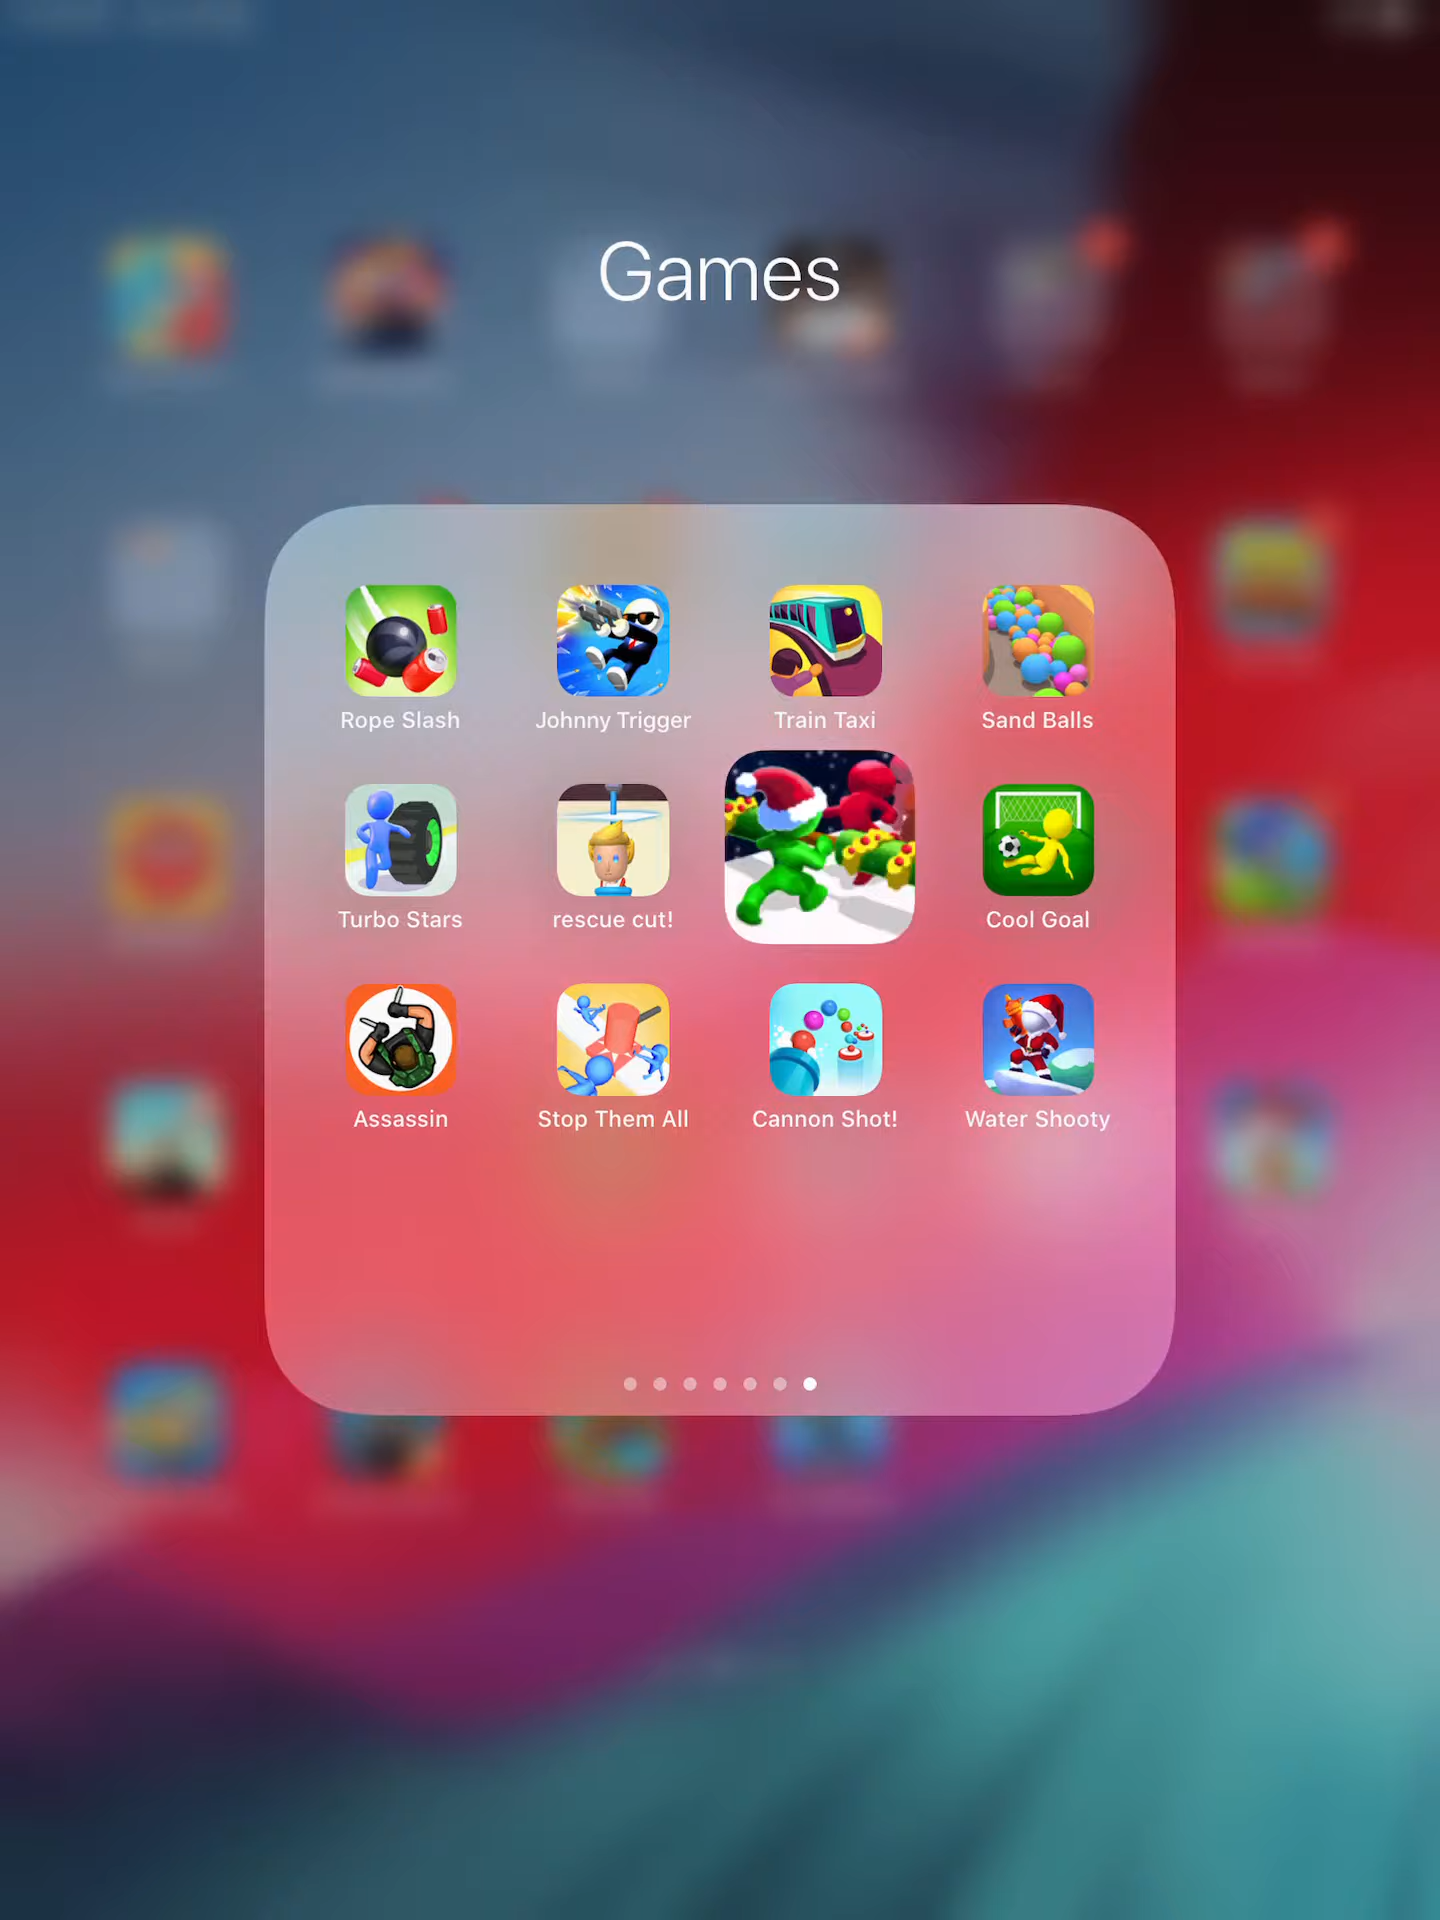 Games
Rope Slash
Johnny Trigger
Train Taxi
Sand Balls
Turbo Stars
rescue cut!
Cool Goal
Assassin
Stop Them All
Cannon Shot!
Water Shooty